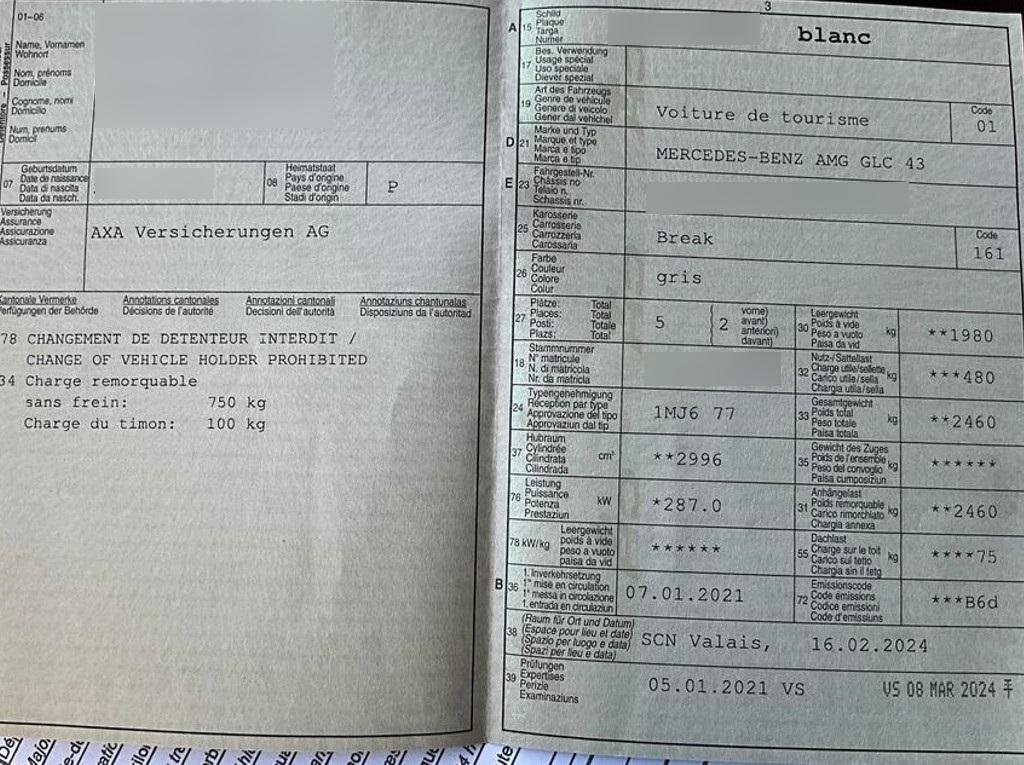 01-06
Name, Vornamen
Wohnort
Nom, prénoms
Domicile
Cognome, nomi
Domicilio
Num, prenums
Domicil
07
Geburtsdatum
Date de naissance
Data di nascita
Data da nasch.
08
Heimatstaat
Pays d'origine
Paese d'origine
Stadi d'origin
P
Versicherung
Assurance
Assicurazione
Assicuranza
AXA Versicherungen AG
Kantonale Vermerke
Verfügungen der Behörde
Annotations cantonales
Décisions de l'autorité
Annotazioni cantonali
Decisioni dell'autorità
Annotaziuns chantunalas
Disposiziuns da l'autoritad
178 CHANGEMENT DE DETENTEUR INTERDIT /
CHANGE OF VEHICLE HOLDER PROHIBITED
34 Charge remorquable
sans frein: 750 kg
Charge du timon: 100 kg
3
A 15
Schild
Plaque
Targa
Numer
blanc
17
Bes. Verwendung
Usage spécial
Uso speciale
Diever spezial
19
Art des Fahrzeugs
Genre de véhicule
Genere di veicolo
Gener dal vehichel
Voiture de tourisme
Code
01
D 21
Marke und Typ
Marque et type
Marca e tipo
Marca e tip
MERCEDES-BENZ AMG GLC 43
E 23
Fahrgestell-Nr.
Châssis no
Telaio n.
Schassis nr.
25
Karosserie
Carrosserie
Carrozzeria
Carossaria
Break
Code
161
26
Farbe
Couleur
Colore
Colur
gris
27
Plätze: Total
Places: Total
Posti: Totale
Plazs: Total
5
2
vorne)
avant)
anteriori)
davant)
30
Leergewicht
Poids à vide
Peso a vuoto
Paisa da vid
kg
**1980
18
Stammnummer
N° matricule
N. di matricola
Nr. da matricla
32
Nutz-/Sattellast
Charge utile/sellette
Carico utile/sella
Chargia utila/sella
kg
***480
24
Typengenehmigung
Réception par type
Approvazione del tipo
Approvaziun dal tip
1MJ6 77
33
Gesamtgewicht
Poids total
Peso totale
Paisa totala
kg
**2460
37
Hubraum
Cylindrée
Cilindrata
Cilindrada
cm³
**2996
35
Gewicht des Zuges
Poids de l'ensemble
Peso del convoglio
Paisa cumposiziun
kg
******
76
Leistung
Puissance
Potenza
Prestaziun
kW
*287.0
31
Anhängelast
Poids remorquable
Carico rimorchiato
Chargia annexa
kg
**2460
78 kW/kg
Leergewicht
poids à vide
peso a vuoto
paisa da vid
******
55
Dachlast
Charge sur le toit
Carico sul tetto
Chargia sin il tetg
kg
****75
B 36
1. Inverkehrsetzung
1re mise en circulation
1a messa in circolazione
1. entrada en circulaziun
07.01.2021
72
Emissionscode
Code émissions
Codice emissioni
Code d'emissiuns
***B6d
38
(Raum für Ort und Datum)
(Espace pour lieu et date)
(Spazio per luogo e data)
(Spazi per lieu e data)
SCN Valais, 16.02.2024
39
Prüfungen
Expertises
Perizie
Examinaziuns
05.01.2021 VS
VS 08 MAR 2024